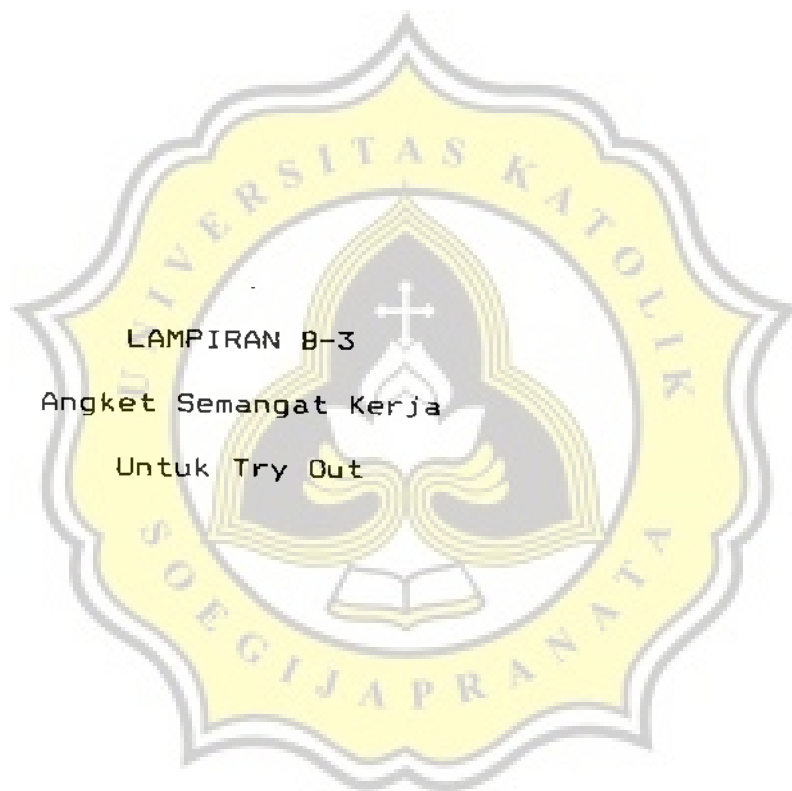 UNIVERSITAS KATOLIK
LAMPIRAN B-3
Angket Semangat Kerja
Untuk Try Out
SOEGIJAPRANATA